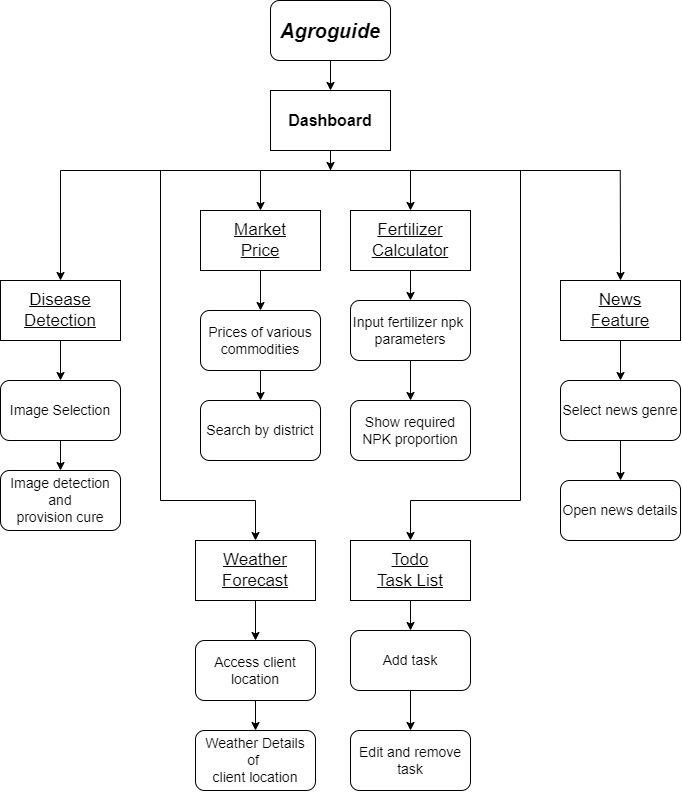 Agroguide
Dashboard
Market
Price
Fertilizer
Calculator
Disease
Detection
News
Feature
Prices of various
commodities
Input fertilizer npk
parameters
Image Selection
Search by district
Show required
NPK proportion
Select news genre
Image detection
and
provision cure
Open news details
Weather
Forecast
Todo
Task List
Access client
location
Add task
Weather Details
of
client location
Edit and remove
task